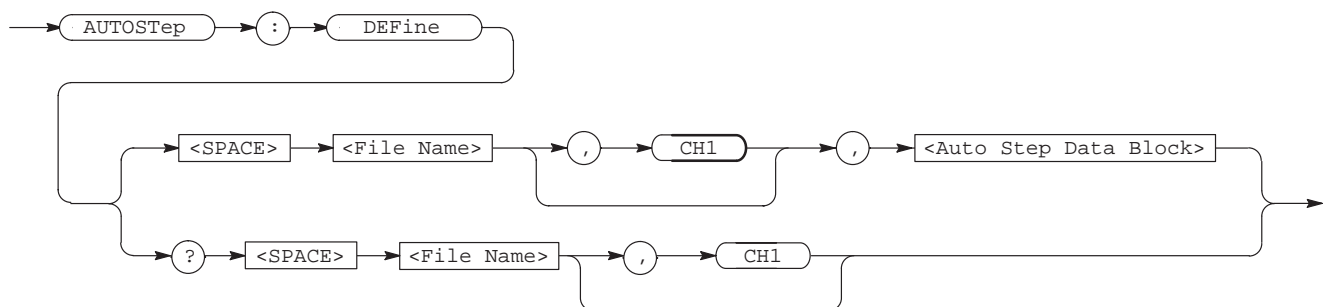 AUTOSTep : DEFine
<SPACE> <File Name> , CH1 , <Auto Step Data Block>
? <SPACE> <File Name> , CH1